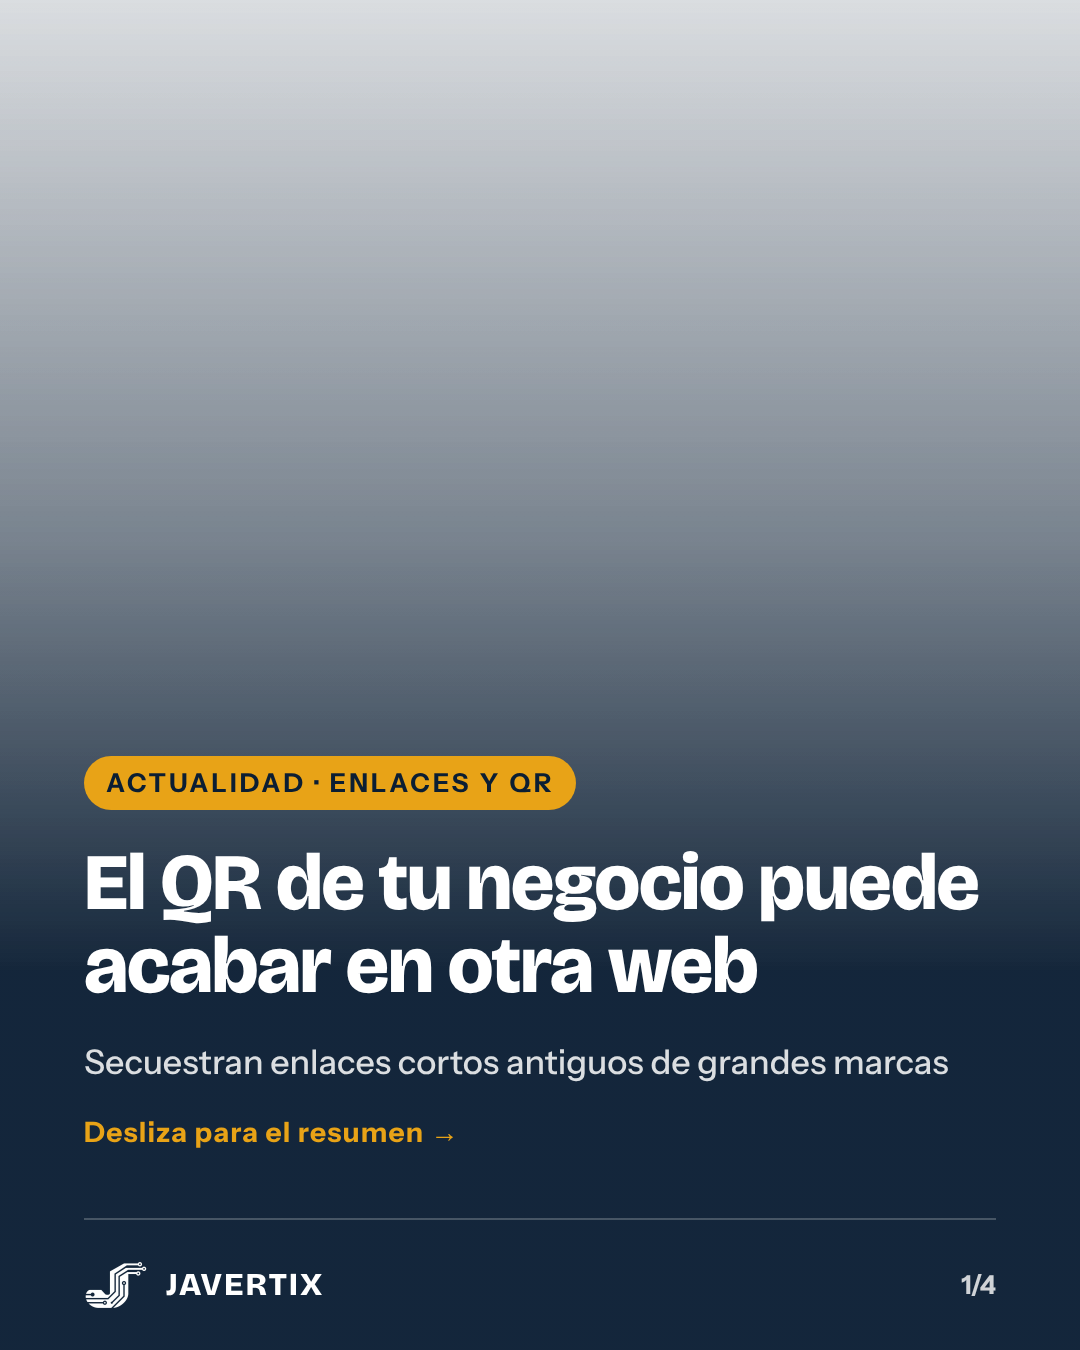 ACTUALIDAD · ENLACES Y QR
El QR de tu negocio puede
acabar en otra web
Secuestran enlaces cortos antiguos de grandes marcas
Desliza para el resumen →
JAVERTIX
1/4